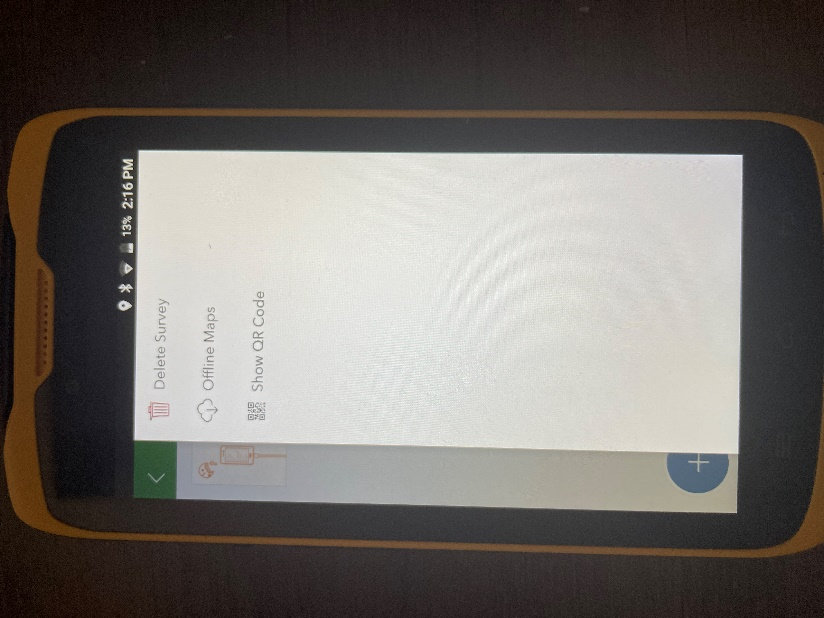 13% 2:16 PM
Delete Survey
Offline Maps
Show QR Code